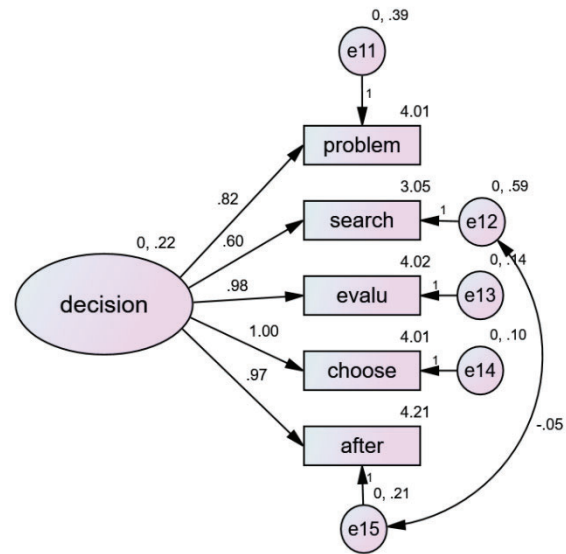 0, .39
e11
1
4.01
problem
.82
3.05
0, .59
search
1
e12
.60
0, .22
4.02
0, .14
decision
.98
evalu
1
e13
1.00
4.01
0, .10
choose
1
e14
.97
4.21
-.05
after
1
0, .21
e15